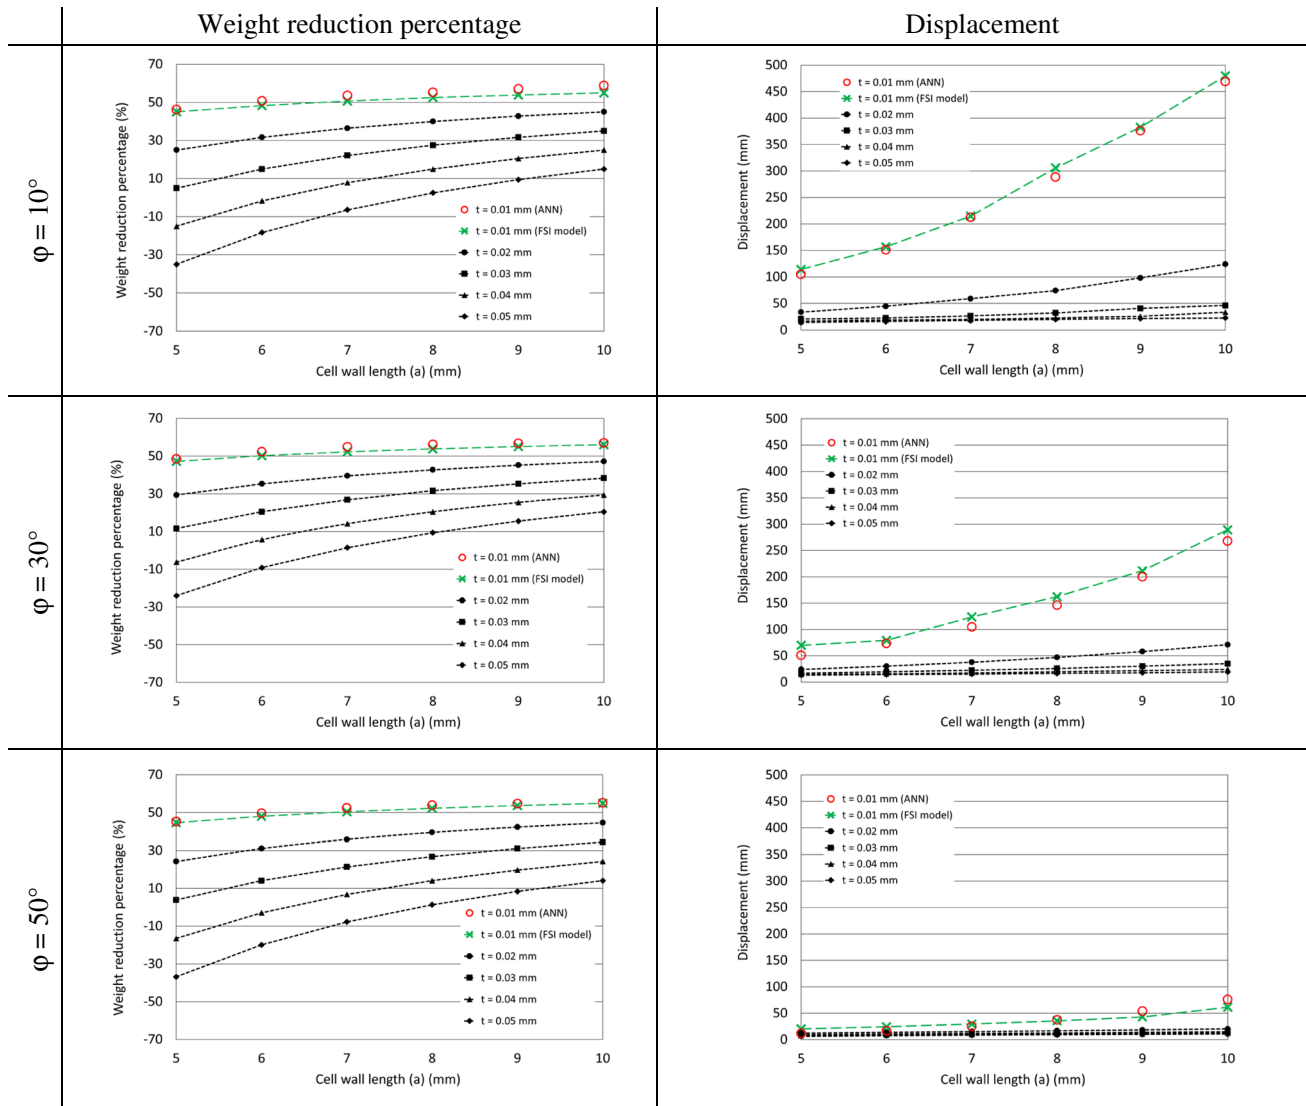 Weight reduction percentage
Displacement
φ = 10°
Weight reduction percentage (%)
70
50
30
10
-10
-30
-50
-70
t = 0.01 mm (ANN)
t = 0.01 mm (FSI model)
t = 0.02 mm
t = 0.03 mm
t = 0.04 mm
t = 0.05 mm
5 6 7 8 9 10
Cell wall length (a) (mm)
Displacement (mm)
500
450
400
350
300
250
200
150
100
50
0
t = 0.01 mm (ANN)
t = 0.01 mm (FSI model)
t = 0.02 mm
t = 0.03 mm
t = 0.04 mm
t = 0.05 mm
5 6 7 8 9 10
Cell wall length (a) (mm)
φ = 30°
Weight reduction percentage (%)
70
50
30
10
-10
-30
-50
-70
t = 0.01 mm (ANN)
t = 0.01 mm (FSI model)
t = 0.02 mm
t = 0.03 mm
t = 0.04 mm
t = 0.05 mm
5 6 7 8 9 10
Cell wall length (a) (mm)
Displacement (mm)
500
450
400
350
300
250
200
150
100
50
0
t = 0.01 mm (ANN)
t = 0.01 mm (FSI model)
t = 0.02 mm
t = 0.03 mm
t = 0.04 mm
t = 0.05 mm
5 6 7 8 9 10
Cell wall length (a) (mm)
φ = 50°
Weight reduction percentage (%)
70
50
30
10
-10
-30
-50
-70
t = 0.01 mm (ANN)
t = 0.01 mm (FSI model)
t = 0.02 mm
t = 0.03 mm
t = 0.04 mm
t = 0.05 mm
5 6 7 8 9 10
Cell wall length (a) (mm)
Displacement (mm)
500
450
400
350
300
250
200
150
100
50
0
t = 0.01 mm (ANN)
t = 0.01 mm (FSI model)
t = 0.02 mm
t = 0.03 mm
t = 0.04 mm
t = 0.05 mm
5 6 7 8 9 10
Cell wall length (a) (mm)